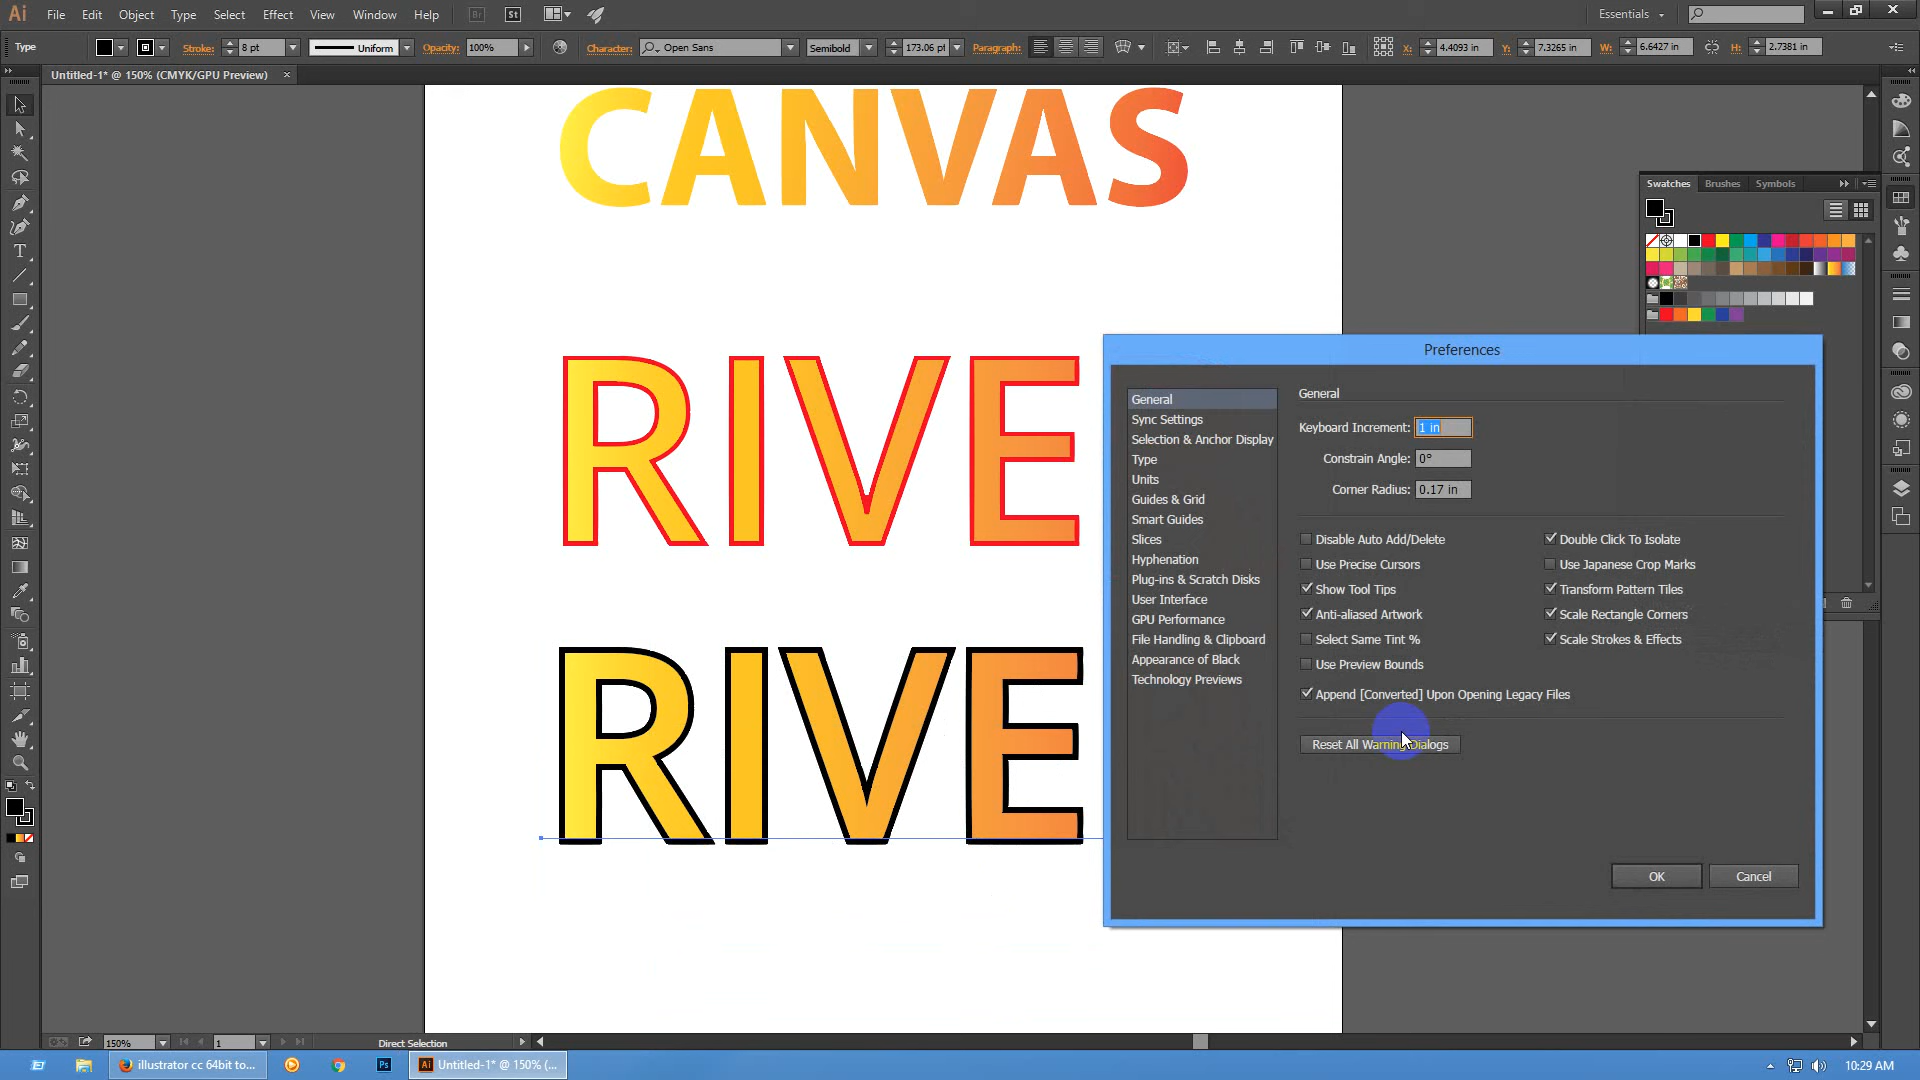 Ai File Edit Object Type Select Effect View Window Help Br St Essentials
Type Stroke: 8 pt Uniform Opacity: 100% Character: Open Sans Semibold 173.06 pt Paragraph: X: 4.4093 in Y: 7.3265 in W: 6.6427 in H: 2.7381 in
Untitled-1* @ 150% (CMYK/GPU Preview) ×
CANVAS
Swatches Brushes Symbols
RIVE
Preferences
General
Sync Settings
Selection & Anchor Display
Type
Units
Guides & Grid
Smart Guides
Slices
Hyphenation
Plug-ins & Scratch Disks
User Interface
GPU Performance
File Handling & Clipboard
Appearance of Black
Technology Previews
General
Keyboard Increment: 1 in
Constrain Angle: 0°
Corner Radius: 0.17 in
Disable Auto Add/Delete
Use Precise Cursors
Show Tool Tips
Anti-aliased Artwork
Select Same Tint %
Use Preview Bounds
Append [Converted] Upon Opening Legacy Files
Double Click To Isolate
Use Japanese Crop Marks
Transform Pattern Tiles
Scale Rectangle Corners
Scale Strokes & Effects
Reset All Warning Dialogs
OK Cancel
RIVE
150% 1 Direct Selection
illustrator cc 64bit to... Ps Ai Untitled-1* @ 150% (... 10:29 AM